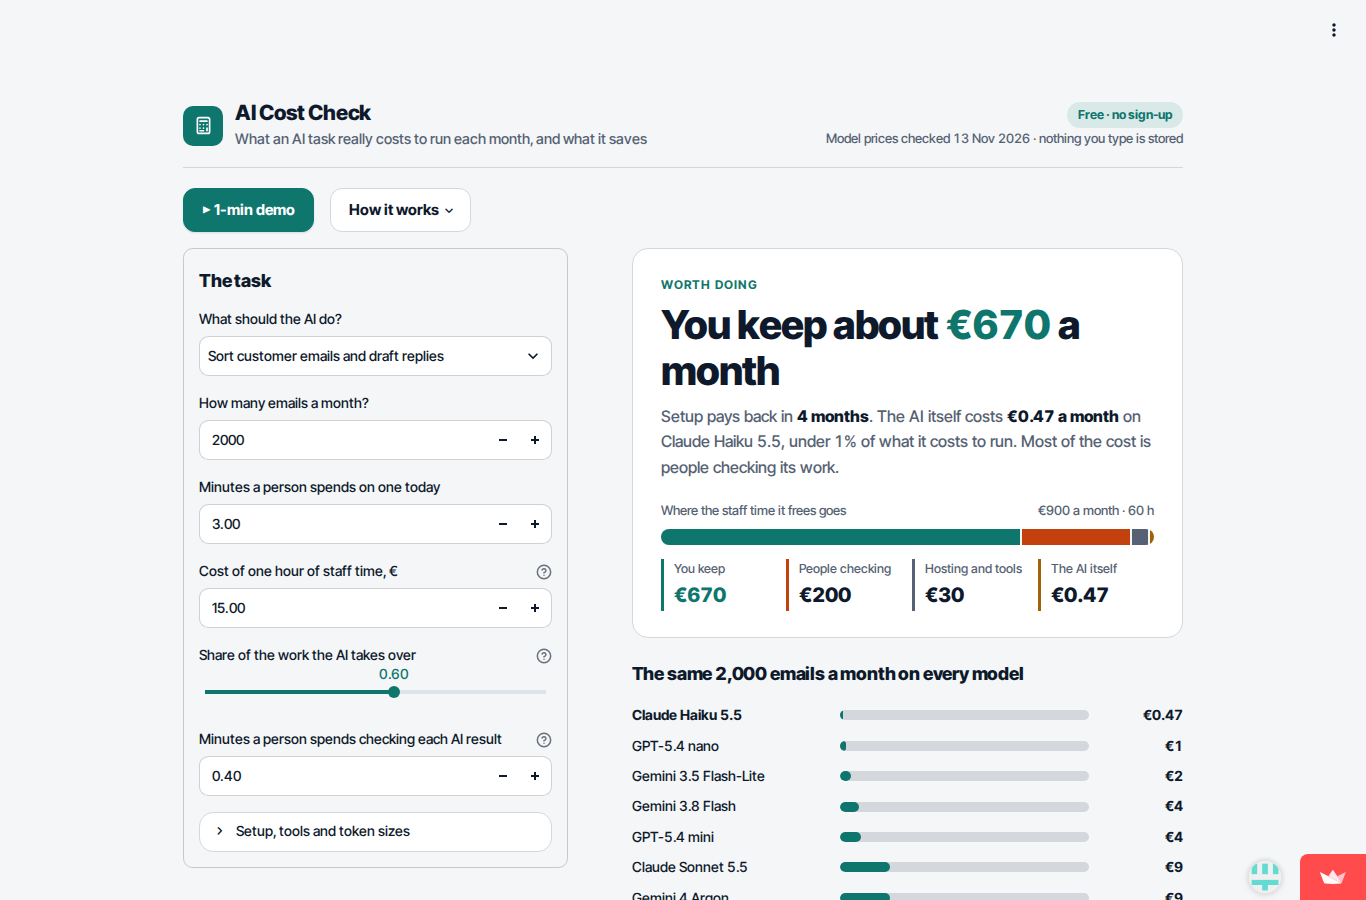 AI Cost Check
What an AI task really costs to run each month, and what it saves
Free · no sign-up
Model prices checked 13 Nov 2026 · nothing you type is stored
▸ 1-min demo
How it works
The task
What should the AI do?
Sort customer emails and draft replies
How many emails a month?
2000
Minutes a person spends on one today
3.00
Cost of one hour of staff time, €
15.00
Share of the work the AI takes over
0.60
Minutes a person spends checking each AI result
0.40
Setup, tools and token sizes
WORTH DOING
You keep about €670 a
month
Setup pays back in 4 months. The AI itself costs €0.47 a month on
Claude Haiku 5.5, under 1% of what it costs to run. Most of the cost is
people checking its work.
Where the staff time it frees goes
€900 a month · 60 h
You keep
€670
People checking
€200
Hosting and tools
€30
The AI itself
€0.47
The same 2,000 emails a month on every model
Claude Haiku 5.5 €0.47
GPT-5.4 nano €1
Gemini 3.5 Flash-Lite €2
Gemini 3.8 Flash €4
GPT-5.4 mini €4
Claude Sonnet 5.5 €9
Gemini 4 Argon €9